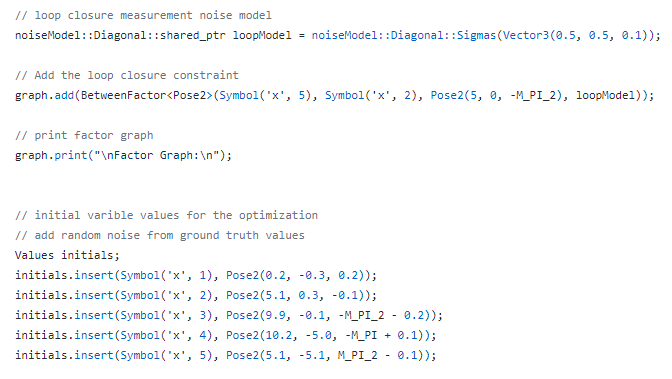 // loop closure measurement noise model
noiseModel::Diagonal::shared_ptr loopModel = noiseModel::Diagonal::Sigmas(Vector3(0.5, 0.5, 0.1));
// Add the loop closure constraint
graph.add(BetweenFactor<Pose2>(Symbol('x', 5), Symbol('x', 2), Pose2(5, 0, -M_PI_2), loopModel));
// print factor graph
graph.print("\nFactor Graph:\n");
// initial varible values for the optimization
// add random noise from ground truth values
Values initials;
initials.insert(Symbol('x', 1), Pose2(0.2, -0.3, 0.2));
initials.insert(Symbol('x', 2), Pose2(5.1, 0.3, -0.1));
initials.insert(Symbol('x', 3), Pose2(9.9, -0.1, -M_PI_2 - 0.2));
initials.insert(Symbol('x', 4), Pose2(10.2, -5.0, -M_PI + 0.1));
initials.insert(Symbol('x', 5), Pose2(5.1, -5.1, M_PI_2 - 0.1));